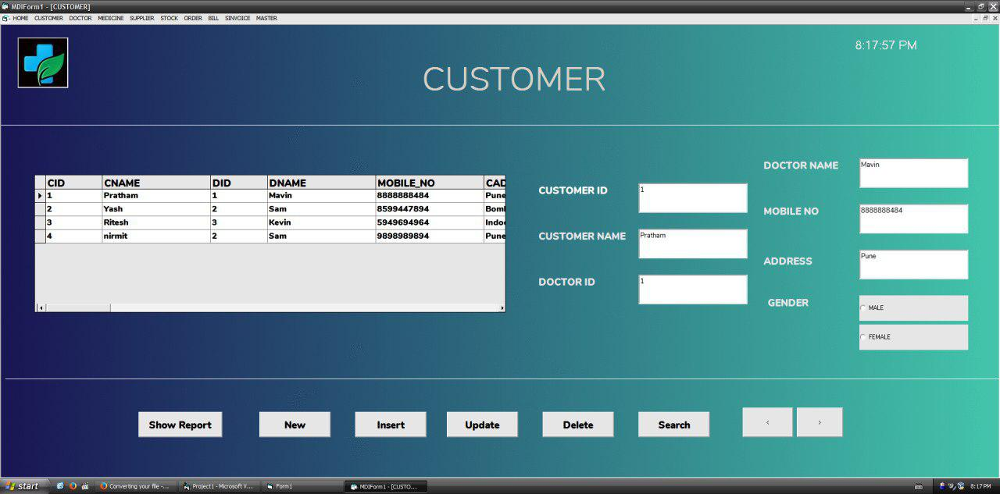 MDIForm1 - [CUSTOMER]
HOME CUSTOMER DOCTOR MEDICINE SUPPLIER STOCK ORDER BILL SINVOICE MASTER
8:17:57 PM
CUSTOMER
CID CNAME DID DNAME MOBILE_NO CAD
1 Pratham 1 Mavin 8888888484 Pune
2 Yash 2 Sam 8599447894 Bom
3 Ritesh 3 Kevin 5949694964 Indo
4 nirmit 2 Sam 9898989894 Pune
CUSTOMER ID 1
CUSTOMER NAME Pratham
DOCTOR ID 1
DOCTOR NAME Mavin
MOBILE NO 8888888484
ADDRESS Pune
GENDER MALE
FEMALE
Show Report New Insert Update Delete Search < >
start Converting your file -... Project1 - Microsoft V... Form1 MDIForm1 - [CUSTO... 8:17 PM